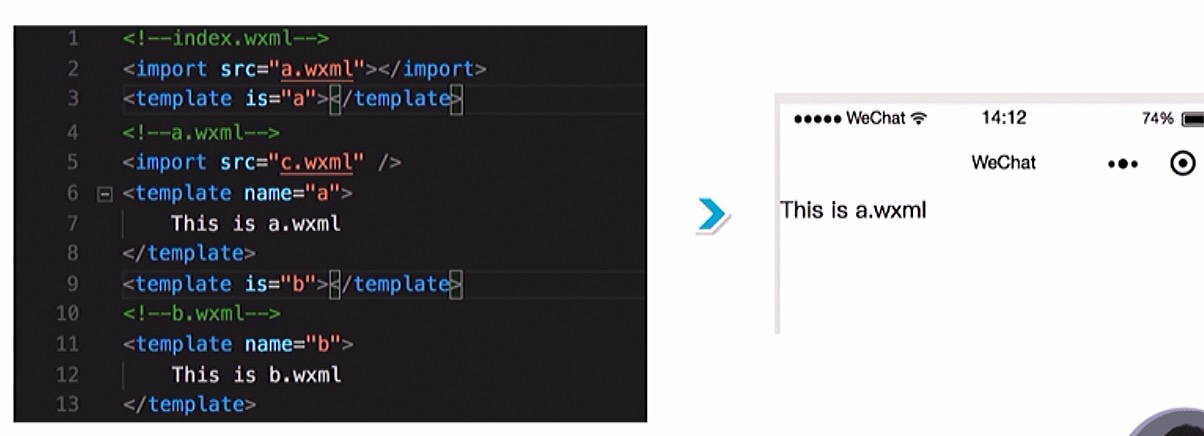 1 <!--index.wxml-->
2 <import src="a.wxml"></import>
3 <template is="a"></template>
4 <!--a.wxml-->
5 <import src="c.wxml" />
6 <template name="a">
7 This is a.wxml
8 </template>
9 <template is="b"></template>
10 <!--b.wxml-->
11 <template name="b">
12 This is b.wxml
13 </template>
WeChat 14:12 74%
WeChat
This is a.wxml